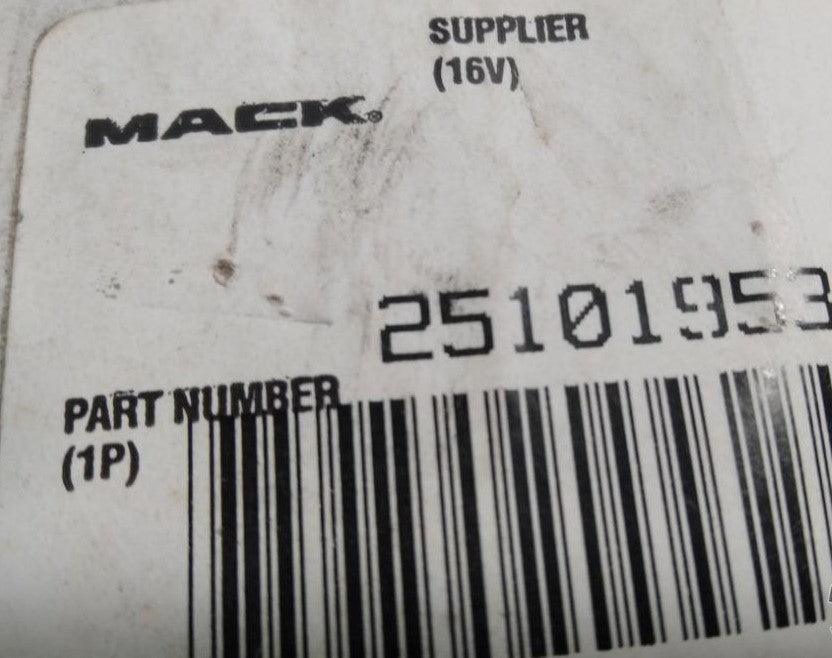 SUPPLIER
(16V)
MACK®
25101953
PART NUMBER
(1P)